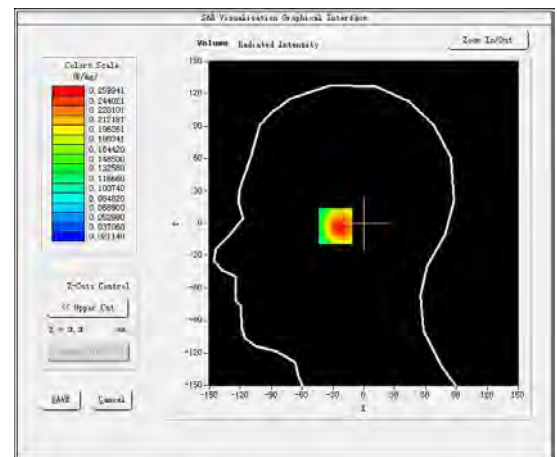 SAR Visualisation Graphical Interface
Volume Radiated Intensity
Zoom In/Out
Colors Scale
(W/kg)
0.259941
0.244021
0.228101
0.212181
0.196261
0.180341
0.164420
0.148500
0.132580
0.116660
0.100740
0.084820
0.068900
0.052980
0.037060
0.021140
150
120
90
60
30
0
-30
-60
-90
-120
-150
-150 -120 -90 -60 -30 0 30 60 90 120 150
X
Z-Cuts Control
<< Upper Cut
mm
SAVE
Cancel